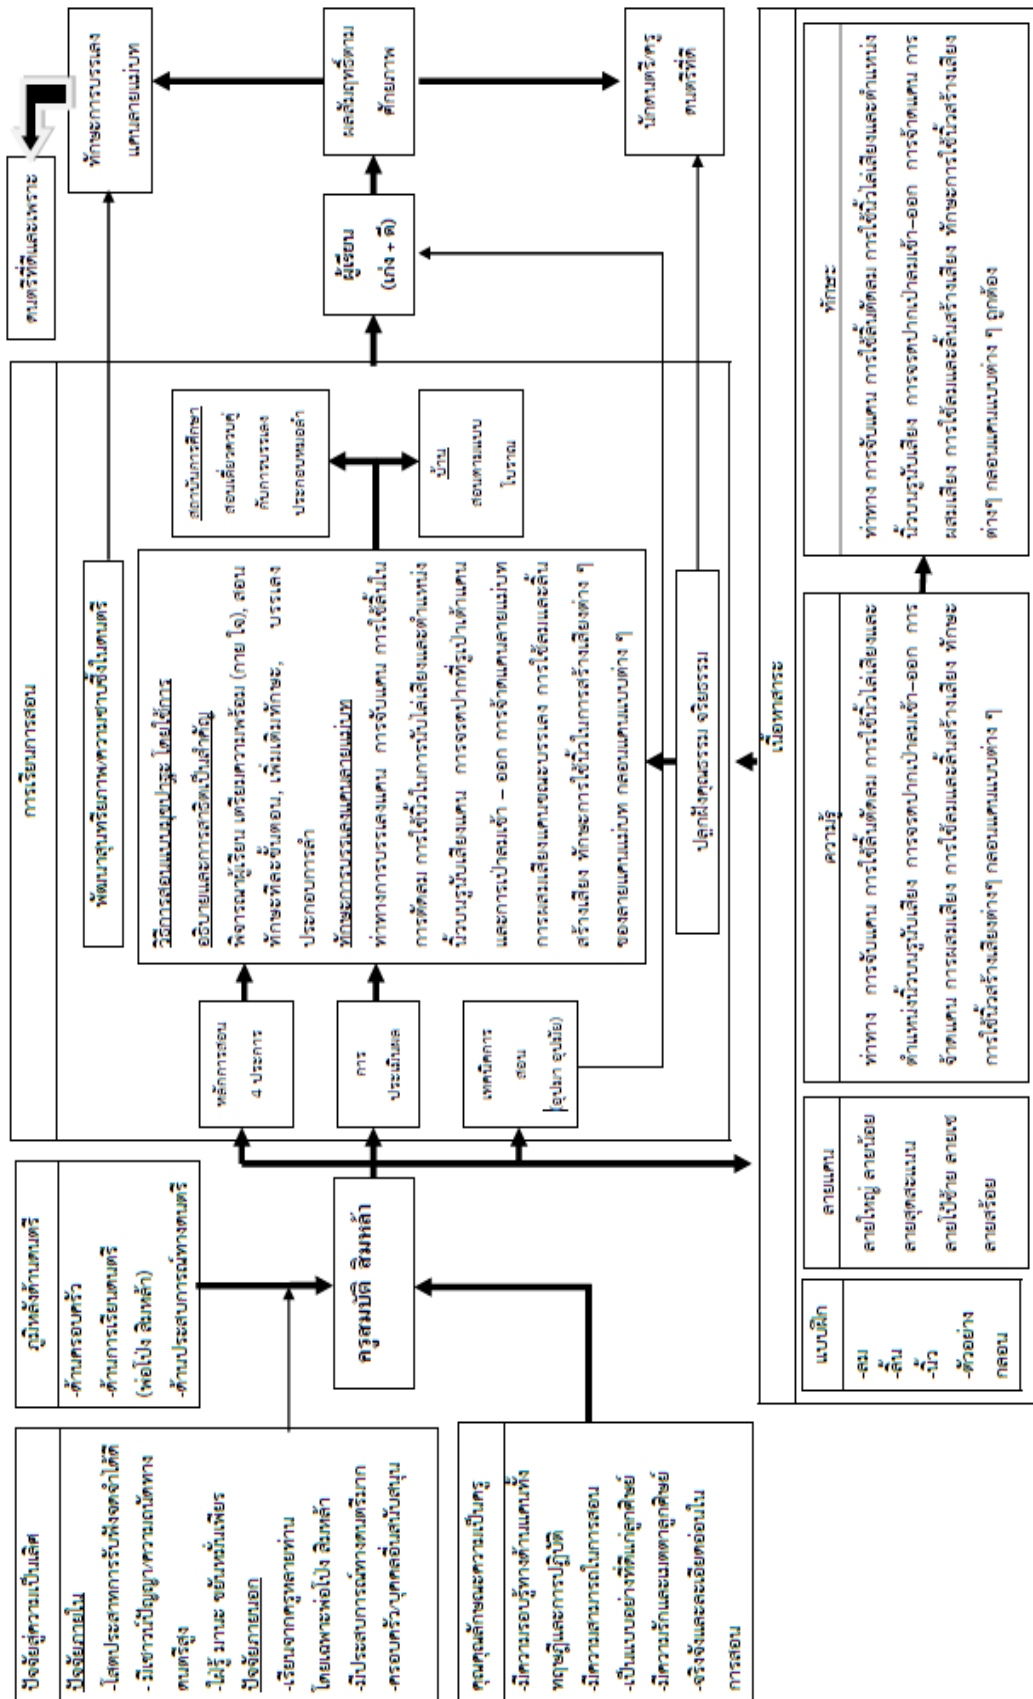 ปัจจัยสู่ความเป็นเลิศ
ปัจจัยภายใน
-โสตประสาทการรับฟังจดจำได้ดี
- มีเชาวน์ปัญญา/ความถนัดทาง
ดนตรีสูง
-ใฝ่รู้ มานะ ขยันหมั่นเพียร
ปัจจัยภายนอก
-เรียนจากครูหลายท่าน
โดยเฉพาะพ่อโป่ง สิมหล้า
-มีประสบการณ์ทางดนตรีมาก
-ครอบครัว/บุคคลอื่นสนับสนุน
คุณคุณลักษณะความเป็นครู
-มีความรอบรู้ทางด้านแคนทั้ง
ทฤษฎีและการปฏิบัติ
-มีความสามารถในการสอน
-เป็นแบบอย่างที่ดีแก่ลูกศิษย์
-มีความรักและเมตตาลูกศิษย์
-จริงจังและละเอียดอ่อนใน
การสอน
ภูมิหลังด้านดนตรี
-ด้านครอบครัว
-ด้านการเรียนดนตรี
(พ่อโป่ง สิมหล้า)
-ด้านประสบการณ์ทางดนตรี
ครูสมบัติ สิมหล้า
การเรียนการสอน
หลักการสอน
4 ประการ
การ
ประเมินผล
เทคนิคการ
สอน
(อุปมา อุปมัย)
พัฒนาสุนทรียภาพ/ความซาบซึ้งในดนตรี
วิธีการสอนแบบมุขปาฐะ โดยใช้การ
อธิบายและการสาธิตเป็นสำคัญ
พิจารณาผู้เรียน เตรียมความพร้อม (กาย ใจ), สอน
ทักษะทีละขั้นตอน, เพิ่มเติมทักษะ, บรรเลง
ประกอบการลำ
ทักษะการบรรเลงแคนลายแม่บท
ท่าทางการบรรเลงแคน การจับแคน การใช้ลิ้นใน
การตัดลม การใช้นิ้วในการนับไล่เสียงและตำแหน่ง
นิ้วบนรูนับเสียงแคน การจรดปากที่รูเป่าเต้าแคน
และการเป่าลมเข้า – ออก การจ้ำดแคนลายแม่บท
การผสมเสียงแคนขณะบรรเลง การใช้ลมและลิ้น
สร้างเสียง ทักษะการใช้นิ้วในการสร้างเสียงต่าง ๆ
ของลายแคนแม่บท กลอนแคนแบบต่าง ๆ
ปลูกฝังคุณธรรม จริยธรรม
สถาบันการศึกษา
สอนเดี่ยวควบคู่
กับการบรรเลง
ประกอบหมอลำ
บ้าน
สอนตามแบบ
โบราณ
ผู้เรียน
(เก่ง + ดี)
ผลสัมฤทธิ์ตาม
ศักยภาพ
ดนตรีที่ดีและเพราะ
ทักษะการบรรเลง
แคนลายแม่บท
นักดนตรี/ครู
ดนตรีที่ดี
เนื้อหาสาระ
แบบฝึก
-ลม
-ลิ้น
-นิ้ว
-ตัวอย่าง
กลอน
ลายแคน
ลายใหญ่ ลายน้อย
ลายสุดสะแนน
ลายโป้ซ้าย ลายเซ
ลายสร้อย
ความรู้
ท่าทาง การจับแคน การใช้ลิ้นตัดลม การใช้นิ้วไล่เสียงและ
ตำแหน่งนิ้วบนรูนับเสียง การจรดปากเป่าลมเข้า-ออก การ
จ้ำดแคน การผสมเสียง การใช้ลมและลิ้นสร้างเสียง ทักษะ
การใช้นิ้วสร้างเสียงต่างๆ กลอนแคนแบบต่าง ๆ
ทักษะ
ท่าทาง การจับแคน การใช้ลิ้นตัดลม การใช้นิ้วไล่เสียงและตำแหน่ง
นิ้วบนรูนับเสียง การจรดปากเป่าลมเข้า-ออก การจ้ำดแคน การ
ผสมเสียง การใช้ลมและลิ้นสร้างเสียง ทักษะการใช้นิ้วสร้างเสียง
ต่างๆ กลอนแคนแบบต่าง ๆ ถูกต้อง